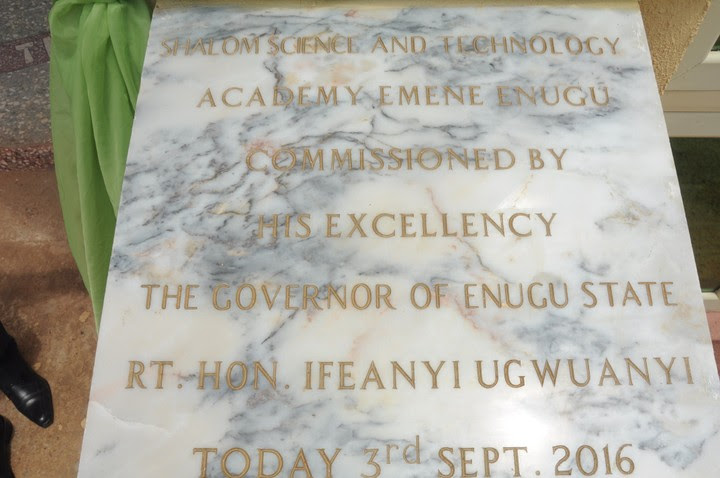 SHALOM SCIENCE AND TECHNOLOGY
ACADEMY EMENE ENUGU
COMMISSIONED BY
HIS EXCELLENCY
THE GOVERNOR OF ENUGU STATE
RT. HON. IFEANYI UGWUANYI
TODAY 3rd SEPT. 2016